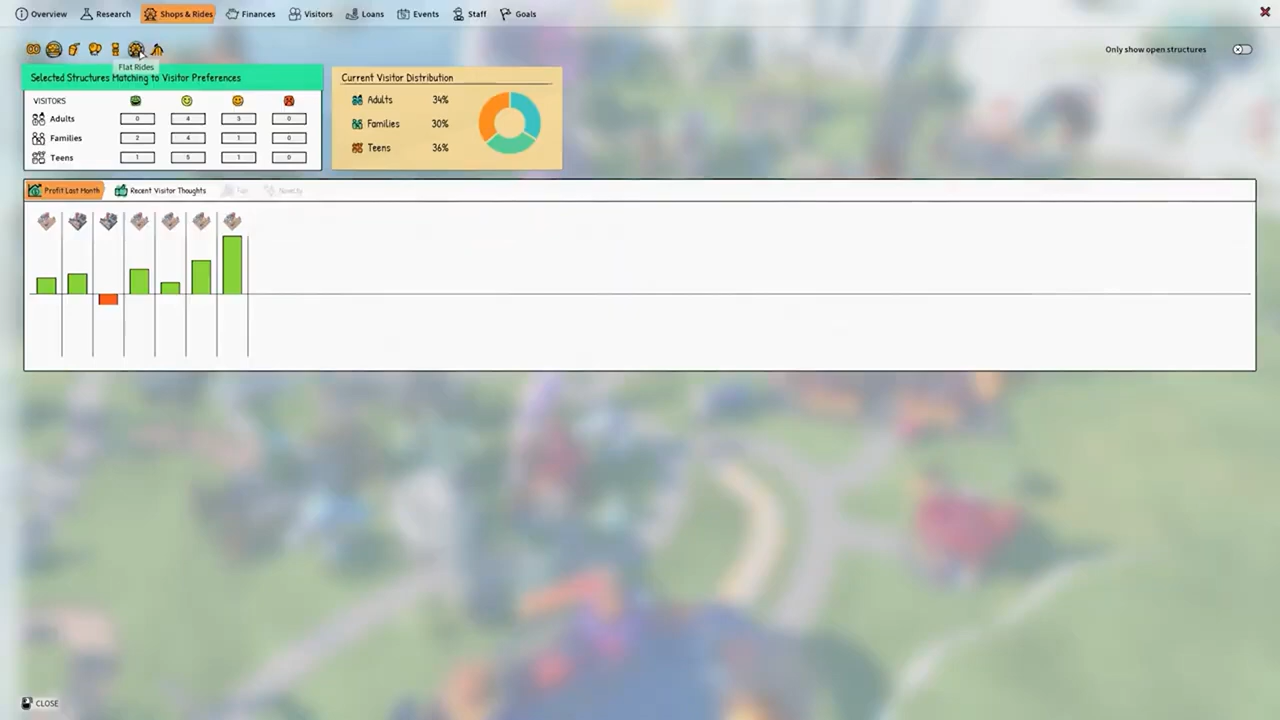 Overview Research Shops & Rides Finances Visitors Loans Events Staff Goals
Only show open structures
Flat Rides
Selected Structures Matching to Visitor Preferences
VISITORS
Adults 0 4 3 0
Families 2 4 1 0
Teens 1 5 1 0
Current Visitor Distribution
Adults 34%
Families 30%
Teens 36%
Profit Last Month Recent Visitor Thoughts Novelty
CLOSE